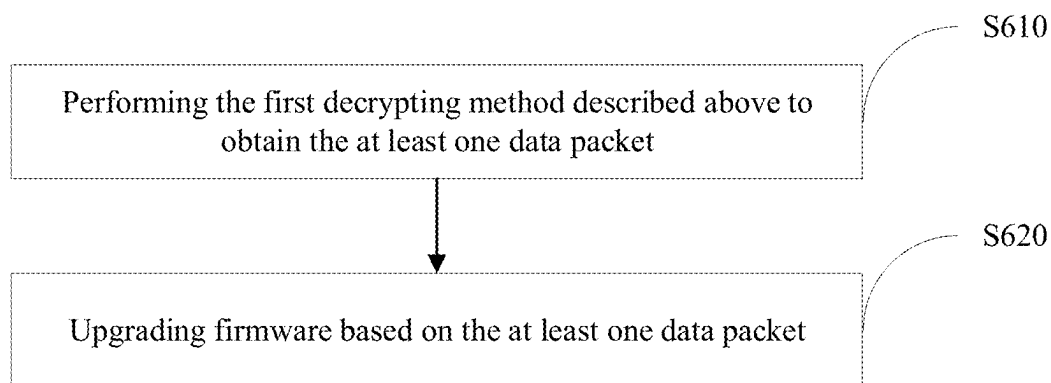 S610
Performing the first decrypting method described above to
obtain the at least one data packet
S620
Upgrading firmware based on the at least one data packet